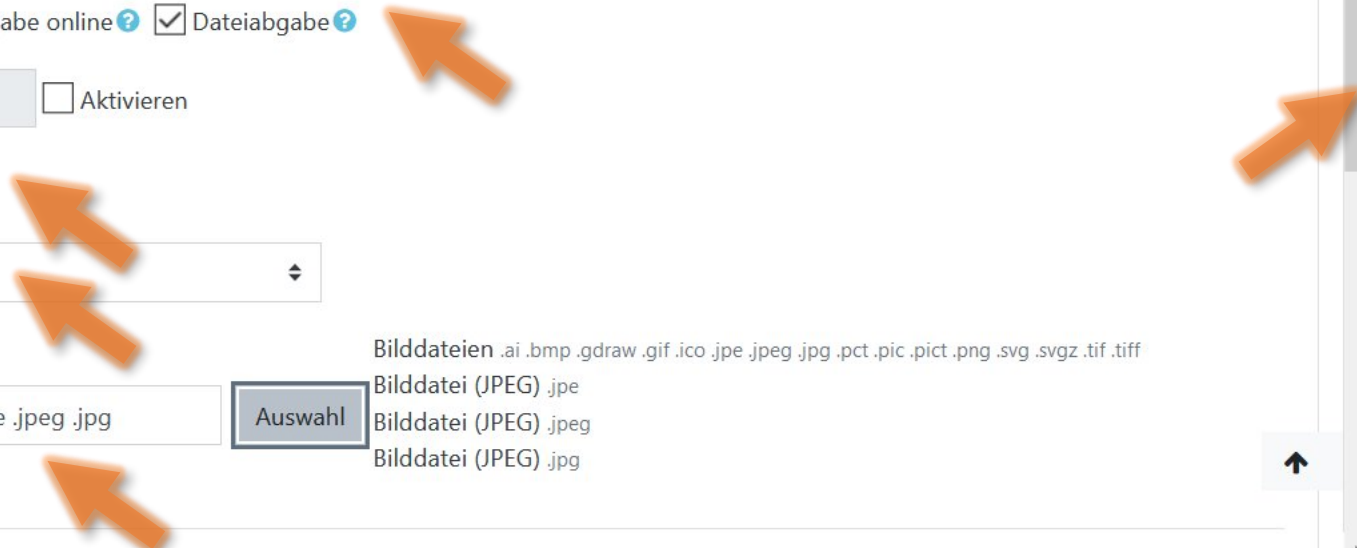 abe online Dateiabgabe
Aktivieren
Bilddateien .ai .bmp .gdraw .gif .ico .jpe .jpeg .jpg .pct .pic .pict .png .svg .svgz .tif .tiff
Bilddatei (JPEG) .jpe
e .jpeg .jpg Auswahl Bilddatei (JPEG) .jpeg
Bilddatei (JPEG) .jpg